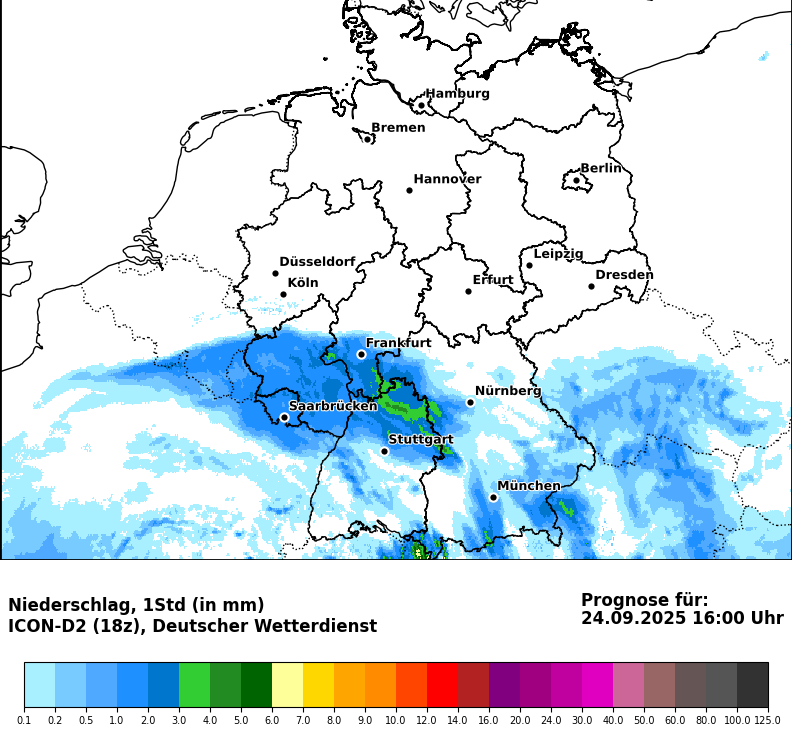 Hamburg
Bremen
Berlin
Hannover
Leipzig
Düsseldorf
Dresden
Köln
Erfurt
Frankfurt
Nürnberg
Saarbrücken
Stuttgart
München
Niederschlag, 1Std (in mm)
ICON-D2 (18z), Deutscher Wetterdienst
Prognose für:
24.09.2025 16:00 Uhr
0.1 0.2 0.5 1.0 2.0 3.0 4.0 5.0 6.0 7.0 8.0 9.0 10.0 12.0 14.0 16.0 20.0 24.0 30.0 40.0 50.0 60.0 80.0 100.0 125.0